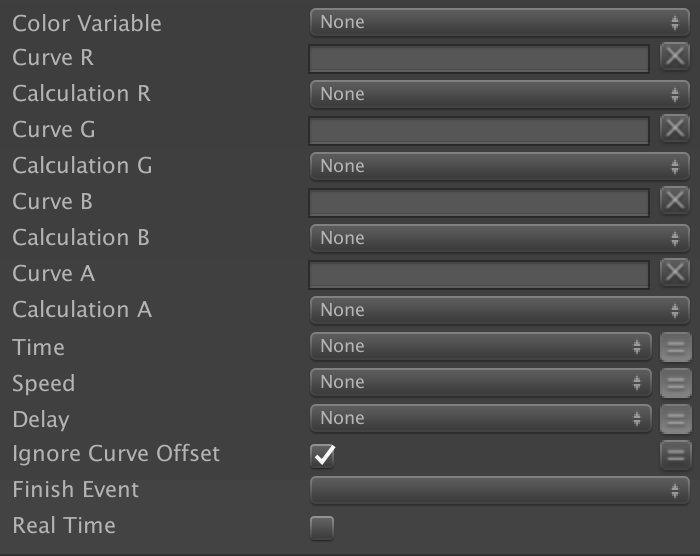 Color Variable None
Curve R
Calculation R None
Curve G
Calculation G None
Curve B
Calculation B None
Curve A
Calculation A None
Time None
Speed None
Delay None
Ignore Curve Offset
Finish Event
Real Time